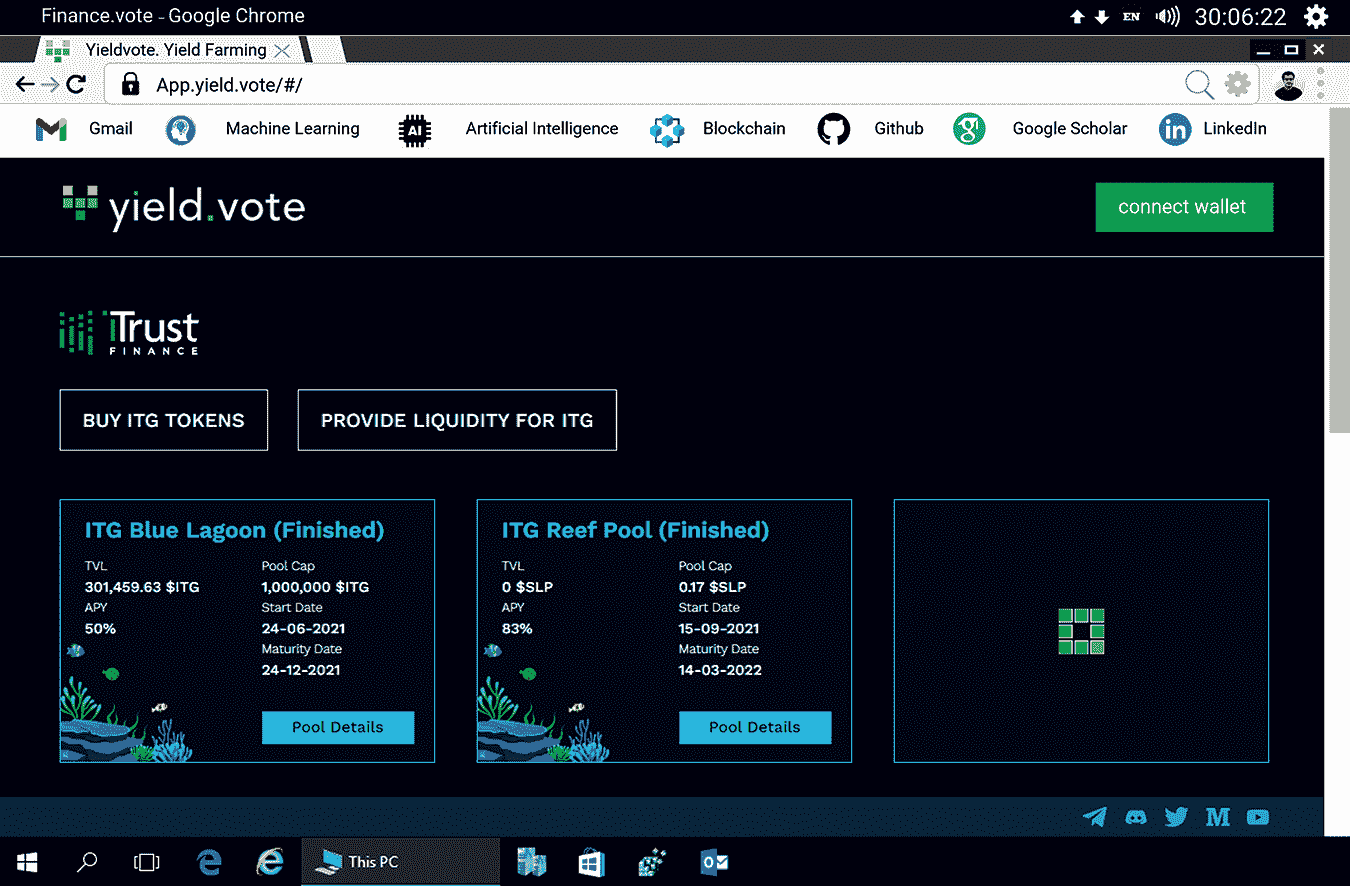 Finance.vote - Google Chrome
EN
30:06:22
Yieldvote. Yield Farming
App.yield.vote/#/
Gmail
Machine Learning
AI
Artificial Intelligence
Blockchain
Github
Google Scholar
in
LinkedIn
yield.vote
connect wallet
iTrust
FINANCE
BUY ITG TOKENS
PROVIDE LIQUIDITY FOR ITG
ITG Blue Lagoon (Finished)
TVL
Pool Cap
301,459.63 $ITG
1,000,000 $ITG
APY
Start Date
50%
24-06-2021
Maturity Date
24-12-2021
Pool Details
ITG Reef Pool (Finished)
TVL
Pool Cap
0 $SLP
0.17 $SLP
APY
Start Date
83%
15-09-2021
Maturity Date
14-03-2022
Pool Details
M
This PC